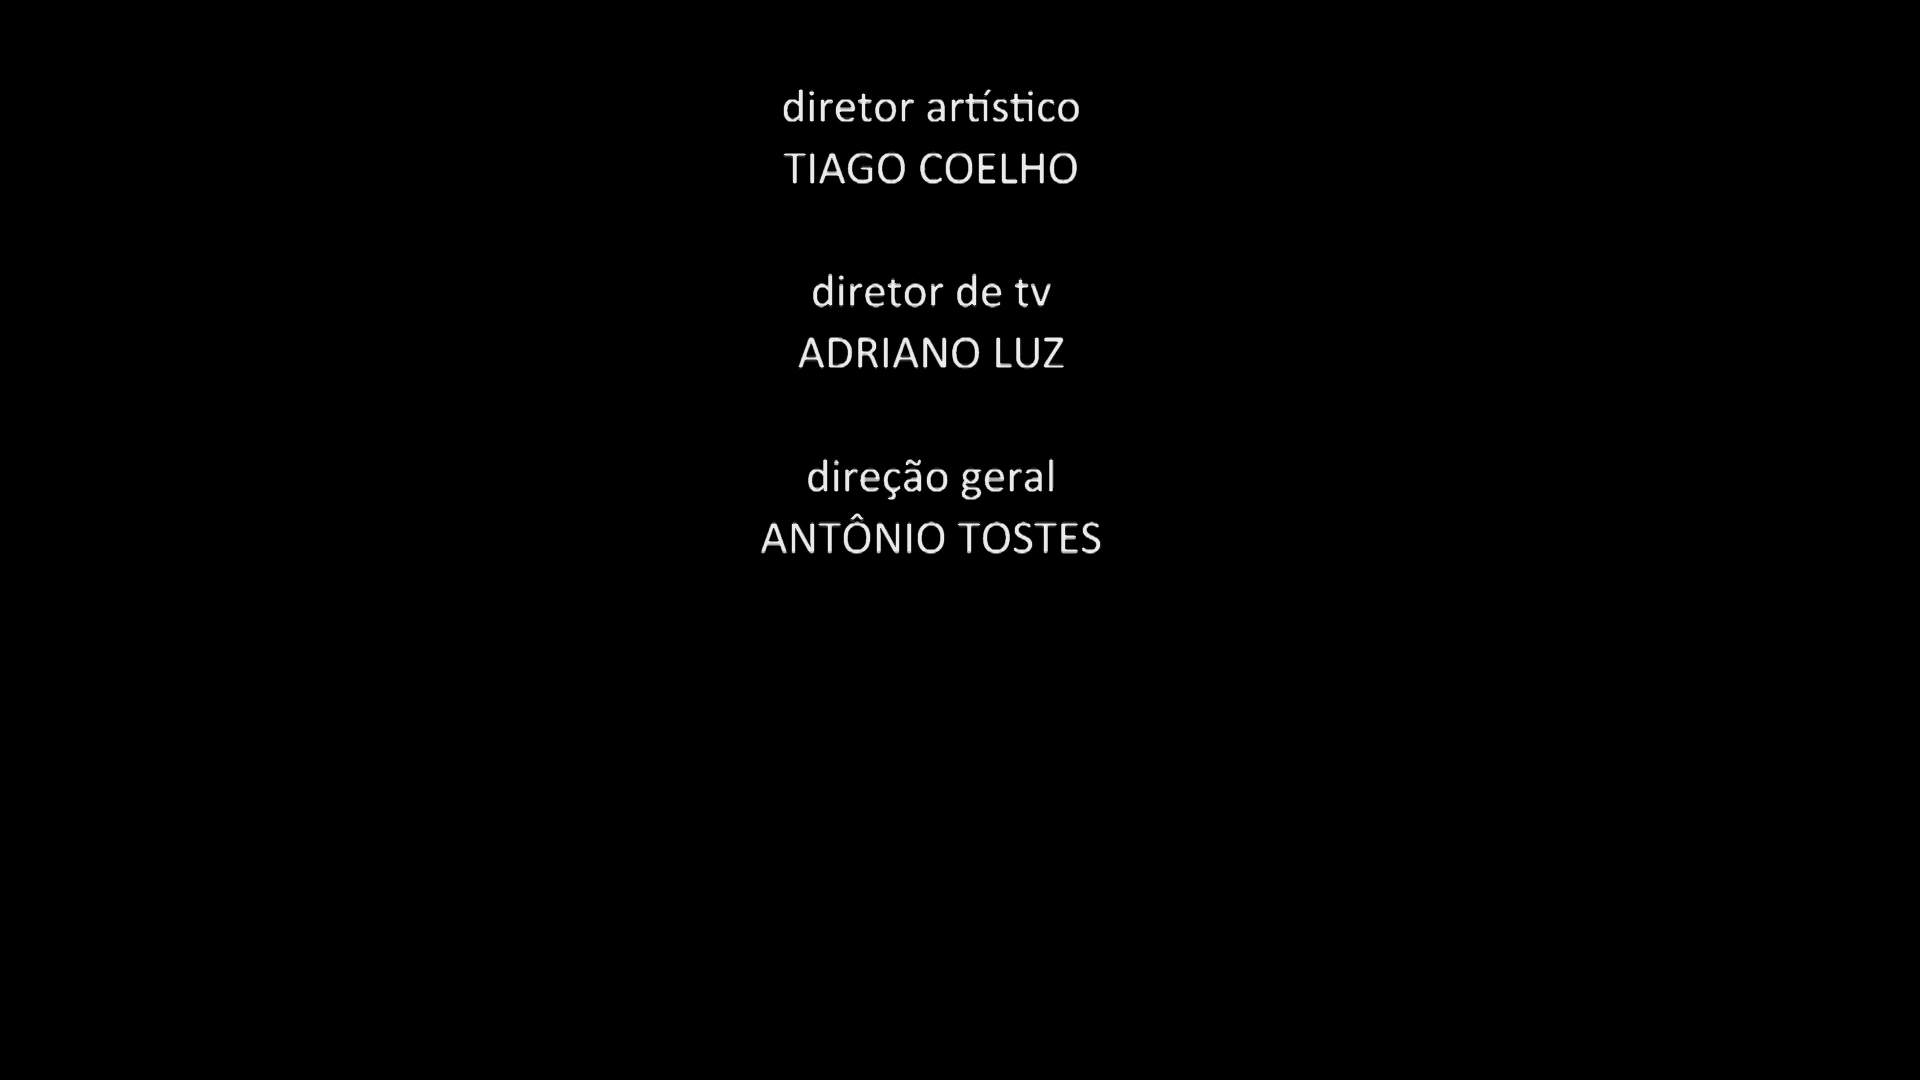 diretor artístico
TIAGO COELHO
diretor de tv
ADRIANO LUZ
direção geral
ANTÔNIO TOSTES